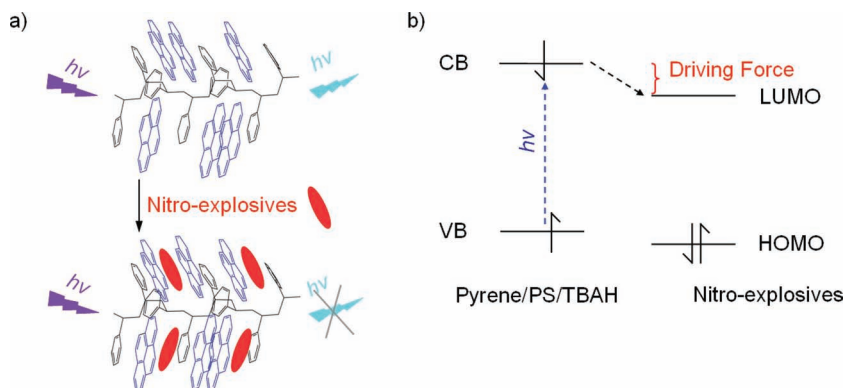 a)
hv
hv
Nitro-explosives
hv
hv
b)
CB
Driving Force
LUMO
hv
VB
HOMO
Pyrene/PS/TBAH
Nitro-explosives